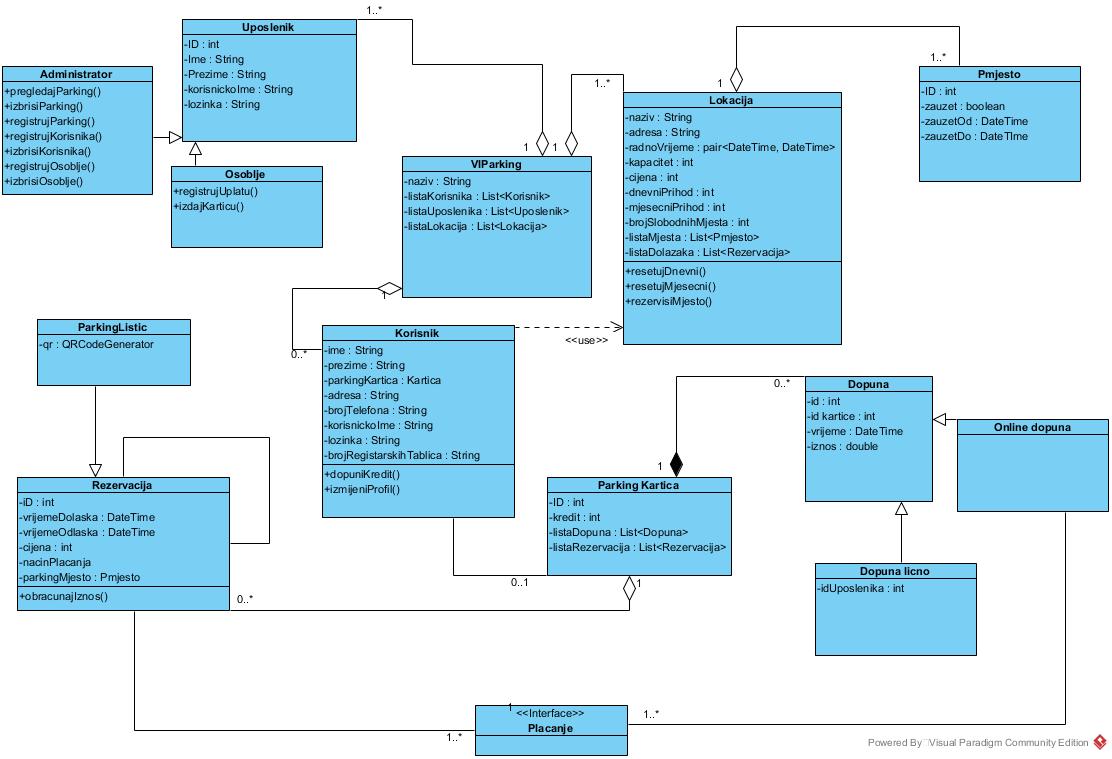 1..*
Uposlenik
-ID : int
-Ime : String
-Prezime : String
-korisnickoIme : String
-lozinka : String
Administrator
+pregledajParking()
+izbrisiParking()
+registrujParking()
+registrujKorisnika()
+izbrisiKorisnika()
+registrujOsoblje()
+izbrisiOsoblje()
Osoblje
+registrujUplatu()
+izdajKarticu()
1
1
VIParking
-naziv : String
-listaKorisnika : List<Korisnik>
-listaUposlenika : List<Uposlenik>
-listaLokacija : List<Lokacija>
1
0..*
1..*
1
Lokacija
-naziv : String
-adresa : String
-radnoVrijeme : pair<DateTime, DateTime>
-kapacitet : int
-cijena : int
-dnevniPrihod : int
-mjesecniPrihod : int
-brojSlobodnihMjesta : int
-listaMjesta : List<Pmjesto>
-listaDolazaka : List<Rezervacija>
+resetujDnevni()
+resetujMjesecni()
+rezervisiMjesto()
1..*
Pmjesto
-ID : int
-zauzet : boolean
-zauzetOd : DateTime
-zauzetDo : DateTIme
ParkingListic
-qr : QRCodeGenerator
Korisnik
-ime : String
-prezime : String
-parkingKartica : Kartica
-adresa : String
-brojTelefona : String
-korisnickoIme : String
-lozinka : String
-brojRegistarskihTablica : String
+dopuniKredit()
+izmijeniProfil()
<<use>>
0..*
Dopuna
-id : int
-id kartice : int
-vrijeme : DateTime
-iznos : double
Online dopuna
Dopuna licno
-idUposlenika : int
1
Parking Kartica
-ID : int
-kredit : int
-listaDopuna : List<Dopuna>
-listaRezervacija : List<Rezervacija>
0..1
1
Rezervacija
-iD : int
-vrijemeDolaska : DateTime
-vrijemeOdlaska : DateTime
-cijena : int
-nacinPlacanja
-parkingMjesto : Pmjesto
+obracunajIznos()
0..*
1
<<Interface>>
Placanje
1..*
1..*
Powered By Visual Paradigm Community Edition